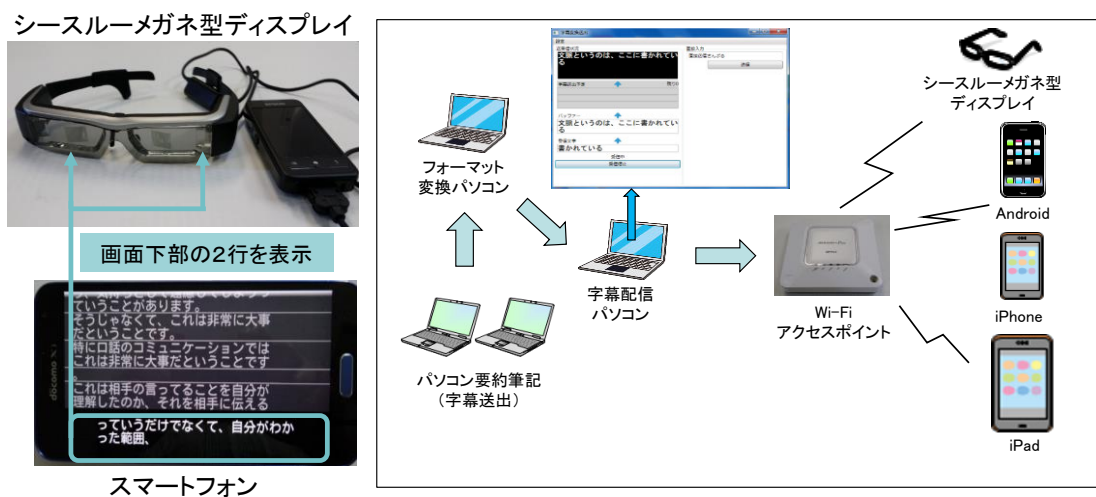 シースルーメガネ型ディスプレイ
EPSON
画面下部の2行を表示
docomo
ていうことがあります。
そうじゃなくて、これは非常に大事
だということです。
特に口話のコミュニケーションでは
これは非常に大事だということです
。
これは相手の言ってることを自分が
理解したのか、それを相手に伝える
っていうだけでなくて、自分がわか
った範囲、
スマートフォン
文脈というのは、ここに書かれてい
る
バッファー
文脈というのは、ここに書かれてい
る
書かれている
フォーマット
変換パソコン
字幕配信
パソコン
パソコン要約筆記
（字幕送出）
Wi-Fi
アクセスポイント
シースルーメガネ型
ディスプレイ
Android
iPhone
iPad